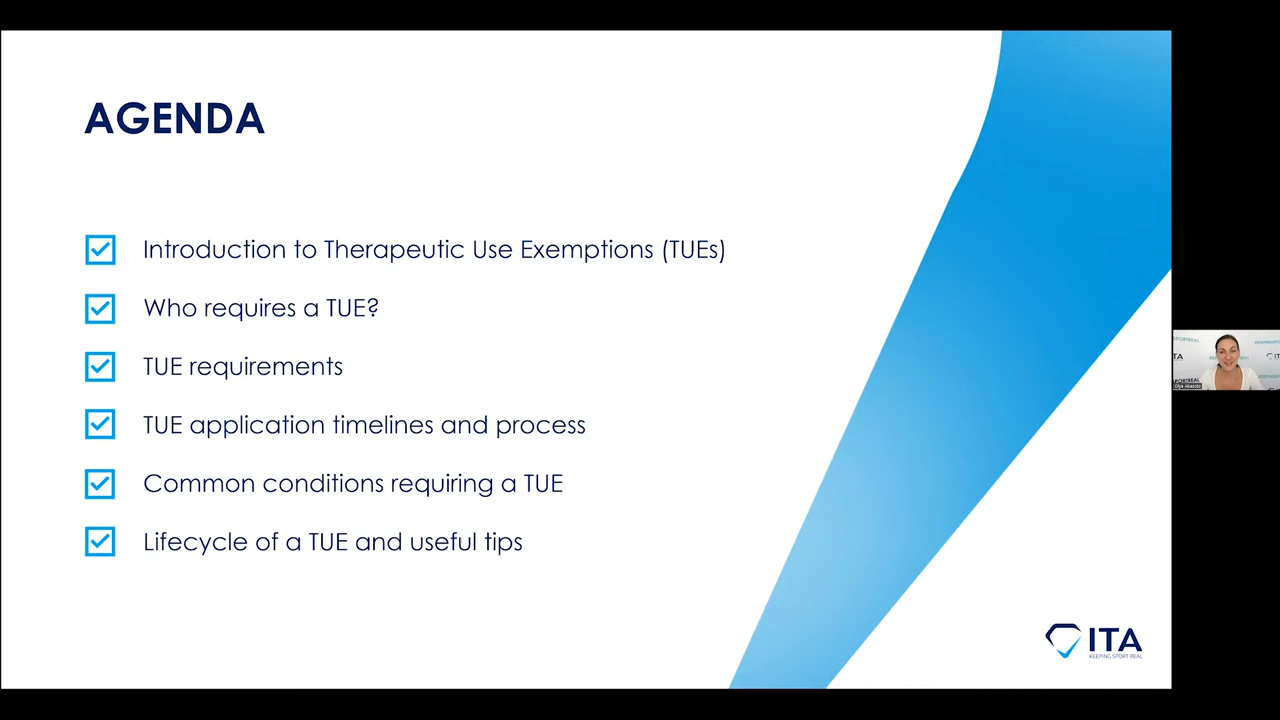 AGENDA
Introduction to Therapeutic Use Exemptions (TUEs)
Who requires a TUE?
TUE requirements
TUE application timelines and process
Common conditions requiring a TUE
Lifecycle of a TUE and useful tips
ITA
KEEPING SPORT REAL